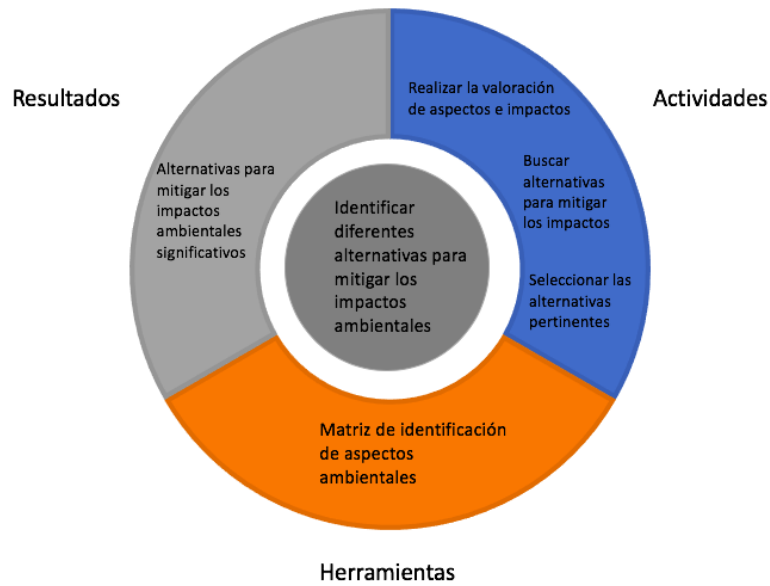 Resultados
Actividades
Realizar la valoración
de aspectos e impactos
Buscar
alternativas
para mitigar
los impactos
Seleccionar las
alternativas
pertinentes
Alternativas para
mitigar los
impactos
ambientales
significativos
Identificar
diferentes
alternativas para
mitigar los
impactos
ambientales
Matriz de identificación
de aspectos
ambientales
Herramientas